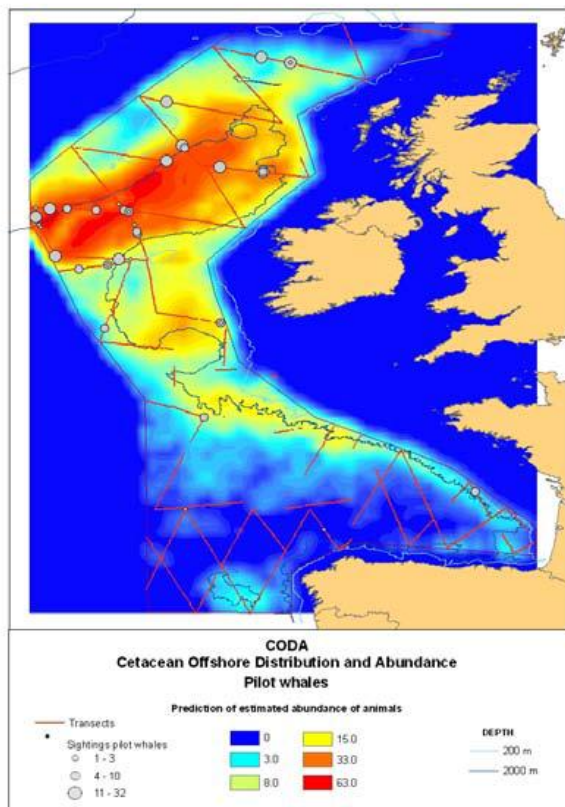 CODA
Cetacean Offshore Distribution and Abundance
Pilot whales
Prediction of estimated abundance of animals
Transects
Sightings pilot whales
1 - 3
4 - 10
11 - 32
0
3.0
8.0
15.0
33.0
63.0
DEPTH
200 m
2000 m